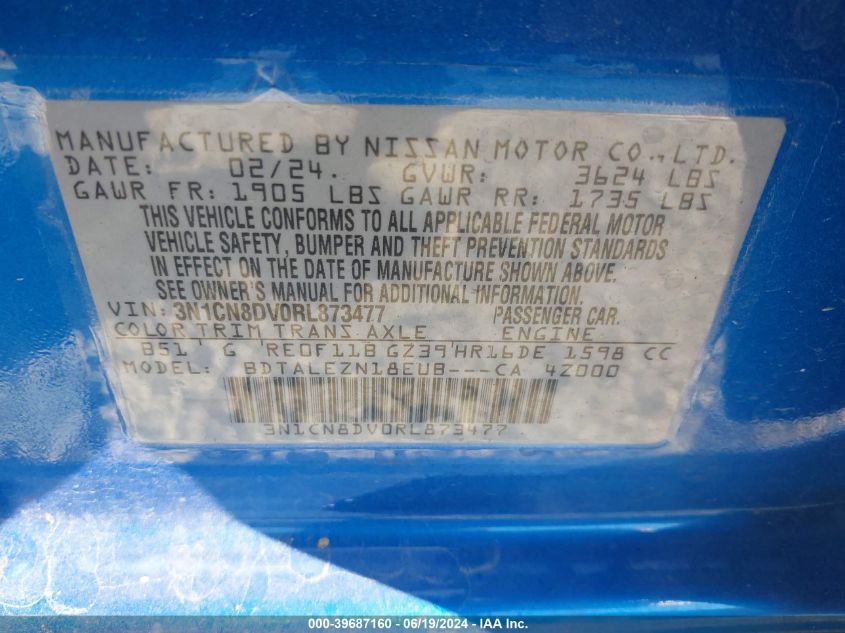 MANUFACTURED BY NISSAN MOTOR CO., LTD.
DATE: 02/24. GVWR: 3624 LBS
GAWR FR: 1905 LBS GAWR RR: 1735 LBS
THIS VEHICLE CONFORMS TO ALL APPLICABLE FEDERAL MOTOR
VEHICLE SAFETY, BUMPER AND THEFT PREVENTION STANDARDS
IN EFFECT ON THE DATE OF MANUFACTURE SHOWN ABOVE.
SEE OWNER'S MANUAL FOR ADDITIONAL INFORMATION.
VIN: 3N1CN8DV0RL873477 PASSENGER CAR.
COLOR TRIM TRANS AXLE ENGINE
B51 G RE0F11B GZ39 HR16DE 1598 CC
MODEL: BDTALEZN18EUB---CA 4Z000
3N1CN8DV0RL873477
000-39687160 - 06/19/2024 - IAA Inc.